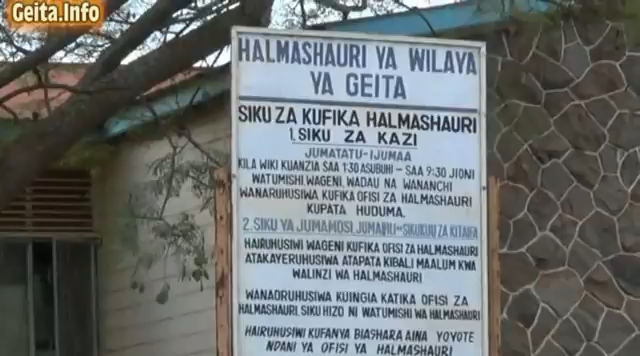 Geita.Info
HALMASHAURI YA WILAYA
YA GEITA
SIKU ZA KUFIKA HALMASHAURI
1. SIKU ZA KAZI
JUMATATU-IJUMAA
KILA WIKI KUANZIA SAA 1:30 ASUBUHI - SAA 9:30 JIONI
WATUMISHI, WAGENI, WADAU NA WANANCHI
WANARUHUSIWA KUFIKA OFISI ZA HALMASHAURI
KUPATA HUDUMA.
2. SIKU YA JUMAMOSI, JUMAPILI SIKUKUU ZA KITAIFA
HAIRUHUSIWI WAGENI KUFIKA OFISI ZA HALMASHAURI
ATAKAYERUHUSIWA ATAPATA KIBALI MAALUM KWA
WALINZI WA HALMASHAURI
WANAORUHUSIWA KUINGIA KATIKA OFISI ZA
HALMASHAURI SIKU HIZO NI WATUMISHI WA HALMASHAURI
HAIRUHUSIWI KUFANYA BIASHARA AINA YOYOTE
NDANI YA OFISI YA HALMASHAURI